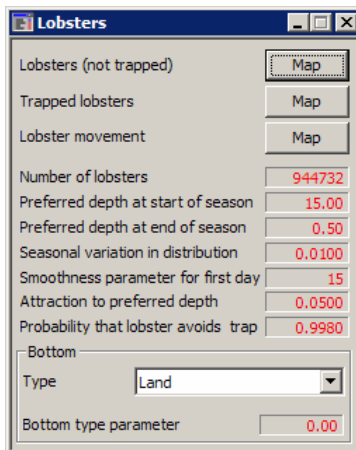 Lobsters
Lobsters (not trapped) Map
Trapped lobsters Map
Lobster movement Map
Number of lobsters 944732
Preferred depth at start of season 15.00
Preferred depth at end of season 0.50
Seasonal variation in distribution 0.0100
Smoothness parameter for first day 15
Attraction to preferred depth 0.0500
Probability that lobster avoids trap 0.9980
Bottom
Type Land
Bottom type parameter 0.00